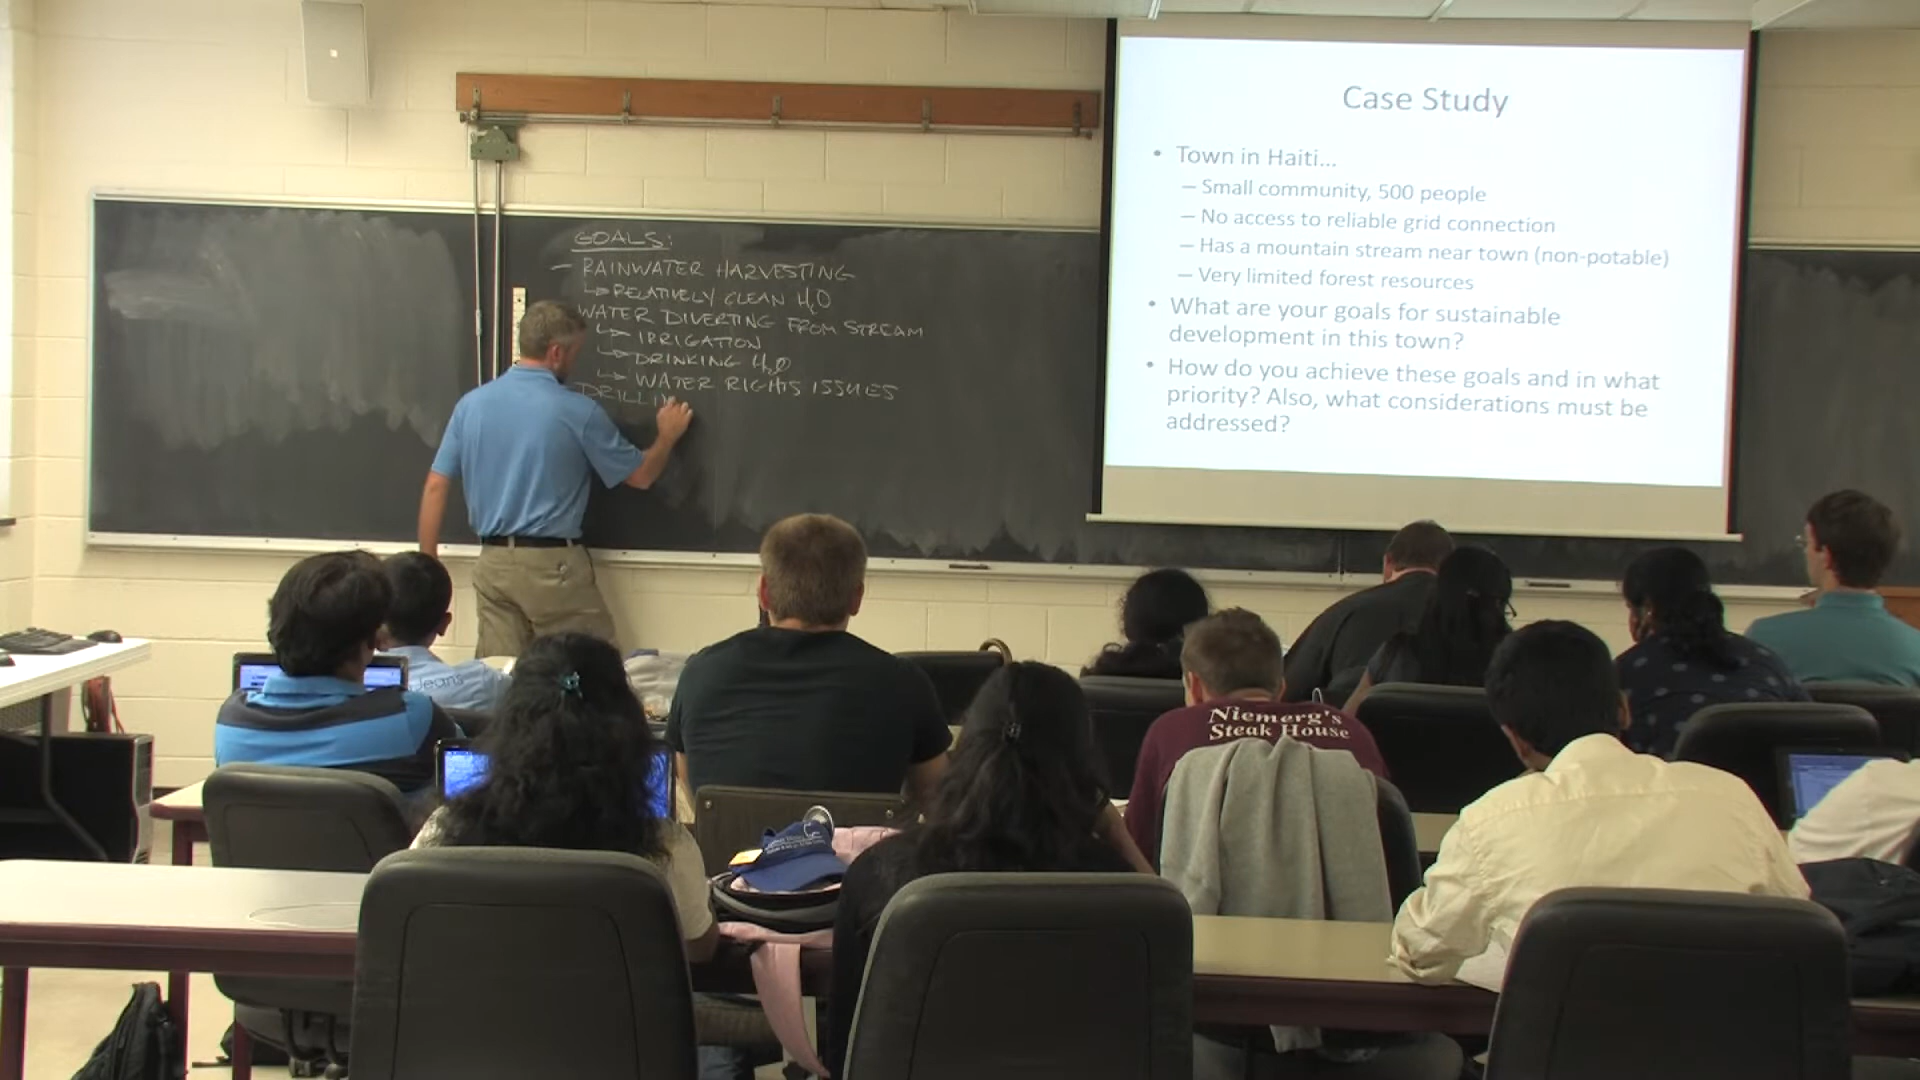 GOALS:
– RAINWATER HARVESTING
↳ RELATIVELY CLEAN H2O
WATER DIVERTING FROM STREAM
↳ IRRIGATION
↳ DRINKING H2O
↳ WATER RIGHTS ISSUES
DRILLIN
Case Study
• Town in Haiti...
– Small community, 500 people
– No access to reliable grid connection
– Has a mountain stream near town (non-potable)
– Very limited forest resources
• What are your goals for sustainable
development in this town?
• How do you achieve these goals and in what
priority? Also, what considerations must be
addressed?
Jeans
Niemerg's
Steak House